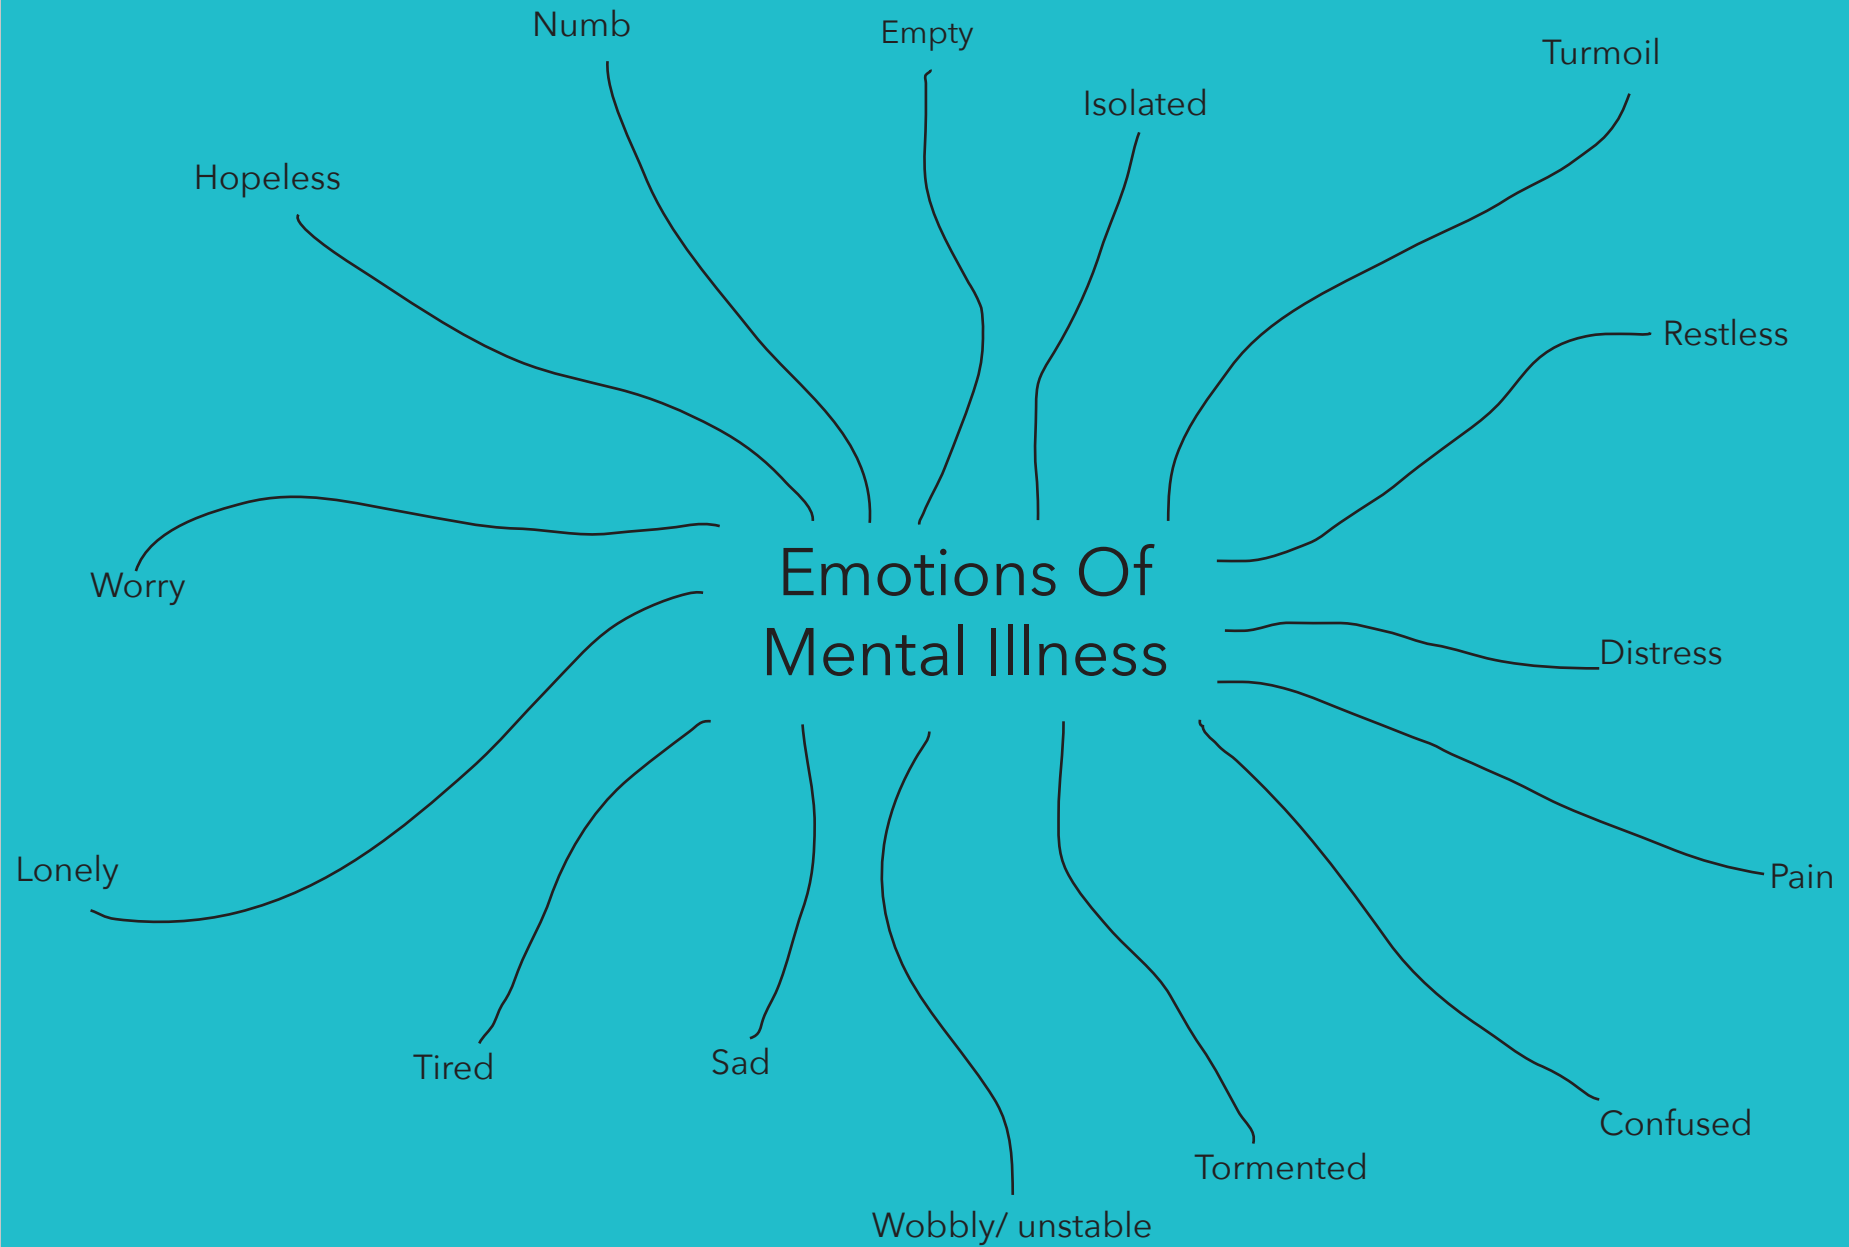 Numb
Empty
Turmoil
Isolated
Hopeless
Restless
Emotions Of
Mental Illness
Worry
Distress
Lonely
Pain
Tired
Sad
Confused
Tormented
Wobbly/ unstable